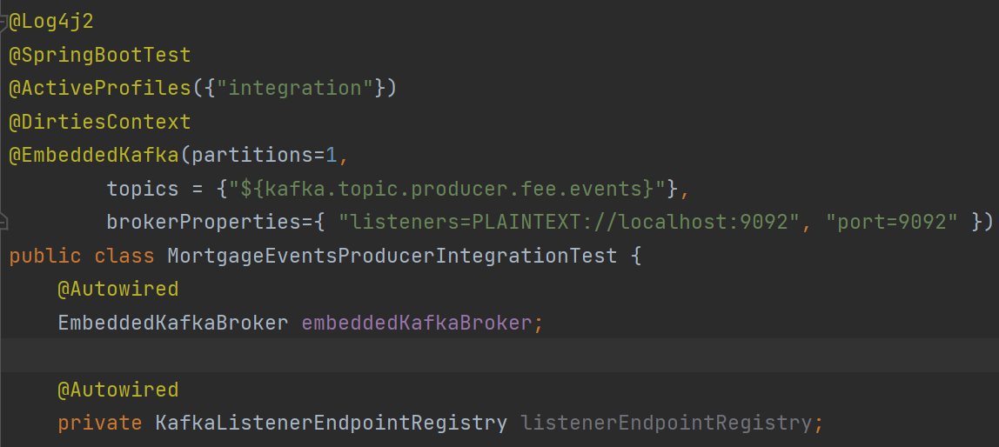 @Log4j2
@SpringBootTest
@ActiveProfiles({"integration"})
@DirtiesContext
@EmbeddedKafka(partitions=1,
        topics = {"${kafka.topic.producer.fee.events}"},
        brokerProperties={ "listeners=PLAINTEXT://localhost:9092", "port=9092" })
public class MortgageEventsProducerIntegrationTest {
    @Autowired
    EmbeddedKafkaBroker embeddedKafkaBroker;
    @Autowired
    private KafkaListenerEndpointRegistry listenerEndpointRegistry;